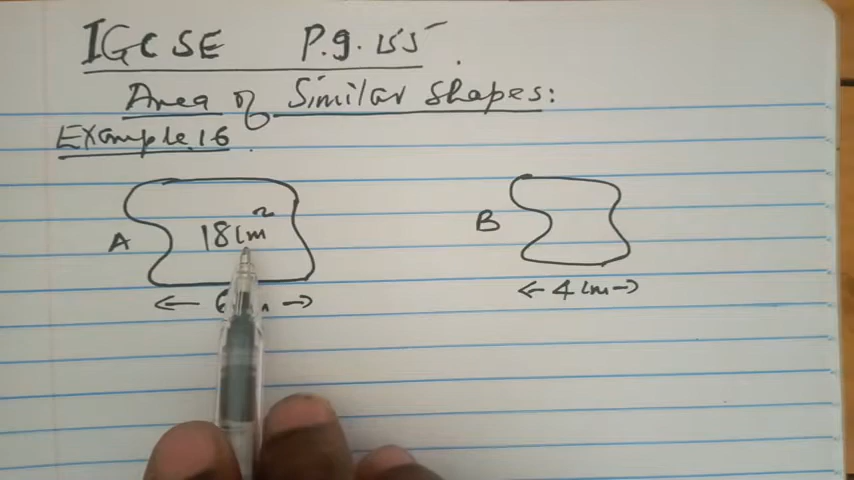 IGCSE P.g. 155.
Area of Similar Shapes:
Example 16.
A 18cm²
B
4cm